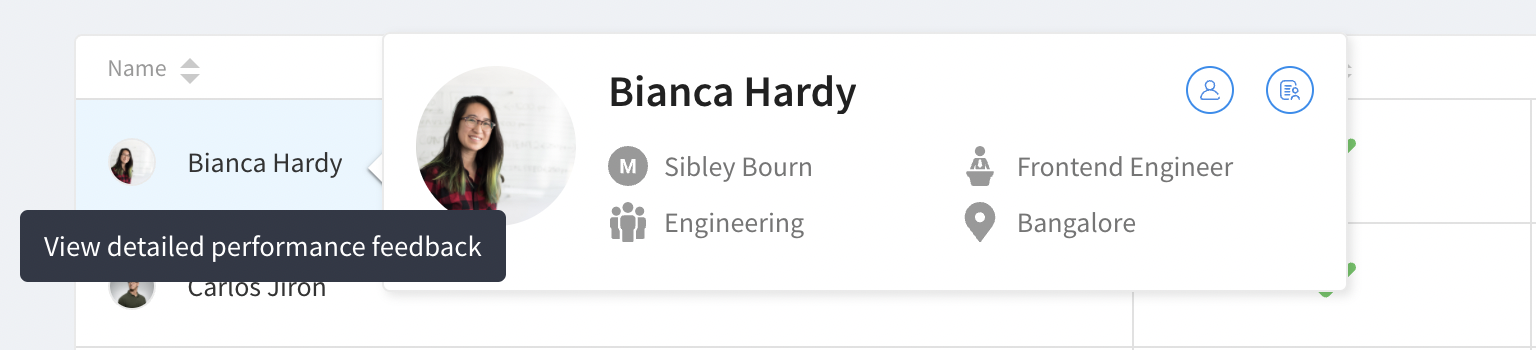 Name
Bianca Hardy
Bianca Hardy
M Sibley Bourn
Frontend Engineer
Engineering
Bangalore
View detailed performance feedback
Carlos Jiron